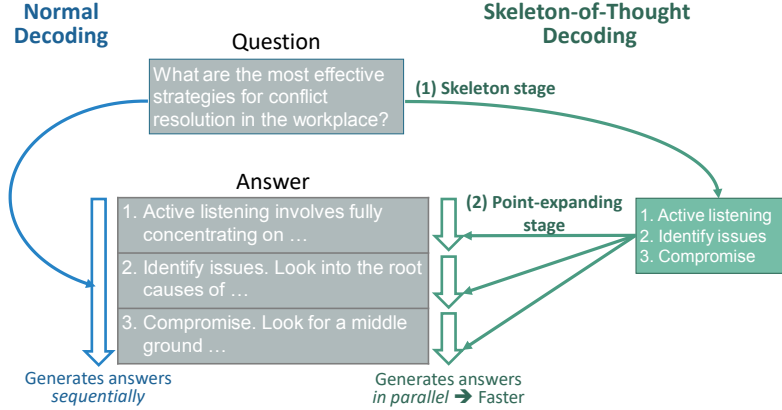 Normal
Decoding
Skeleton-of-Thought
Decoding
Question
What are the most effective
strategies for conflict
resolution in the workplace?
(1) Skeleton stage
Answer
1. Active listening involves fully
concentrating on …
2. Identify issues. Look into the root
causes of …
3. Compromise. Look for a middle
ground …
(2) Point-expanding
stage
1. Active listening
2. Identify issues
3. Compromise
Generates answers
sequentially
Generates answers
in parallel ➔ Faster